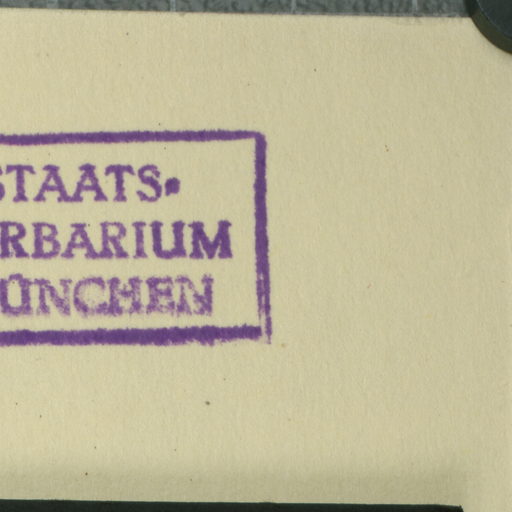 STAATS-
RBARIUM
ÜNCHEN